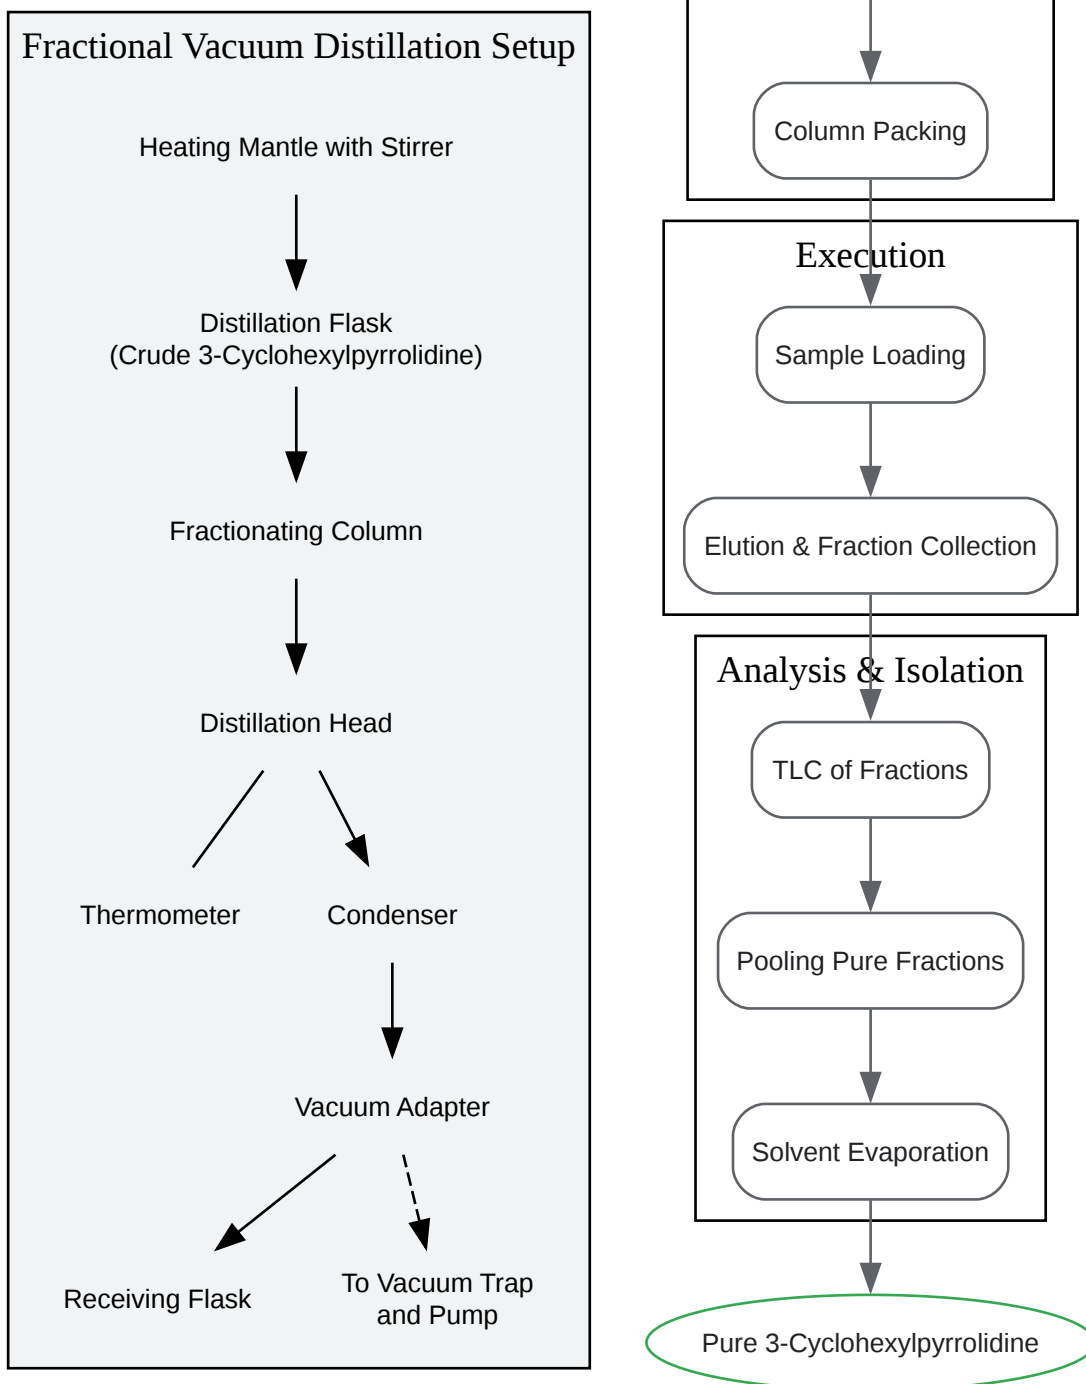 Fractional Vacuum Distillation Setup
Heating Mantle with Stirrer
Distillation Flask
(Crude 3-Cyclohexylpyrrolidine)
Fractionating Column
Distillation Head
Thermometer
Condenser
Vacuum Adapter
Receiving Flask
To Vacuum Trap
and Pump
Column Packing
Execution
Sample Loading
Elution & Fraction Collection
Analysis & Isolation
TLC of Fractions
Pooling Pure Fractions
Solvent Evaporation
Pure 3-Cyclohexylpyrrolidine